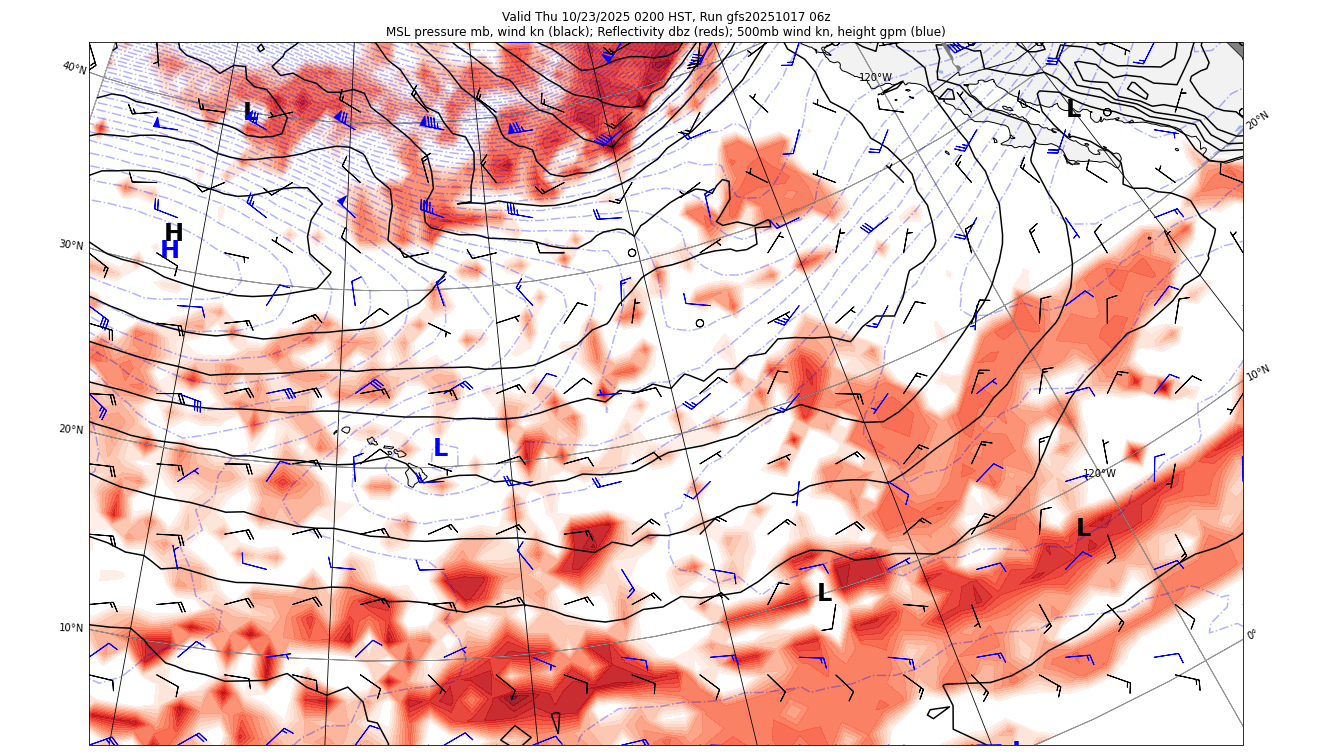 Valid Thu 10/23/2025 0200 HST, Run gfs20251017 06z
MSL pressure mb, wind kn (black); Reflectivity dbz (reds); 500mb wind kn, height gpm (blue)
40°N
120°W
L
L
20°N
H
H
30°N
10°N
20°N
L
120°W
L
L
10°N
0°